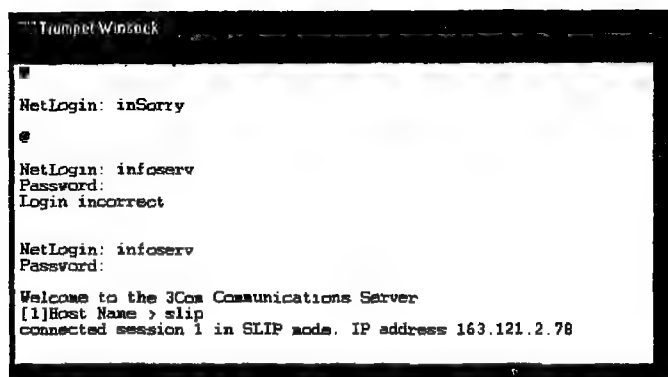 Trumpet Winsock
NetLogin: inSorry
@
NetLogin: infoserv
Password:
Login incorrect
NetLogin: infoserv
Password:
Welcome to the 3Com Communications Server
[1]Host Name > slip
connected session 1 in SLIP mode. IP address 163.121.2.78